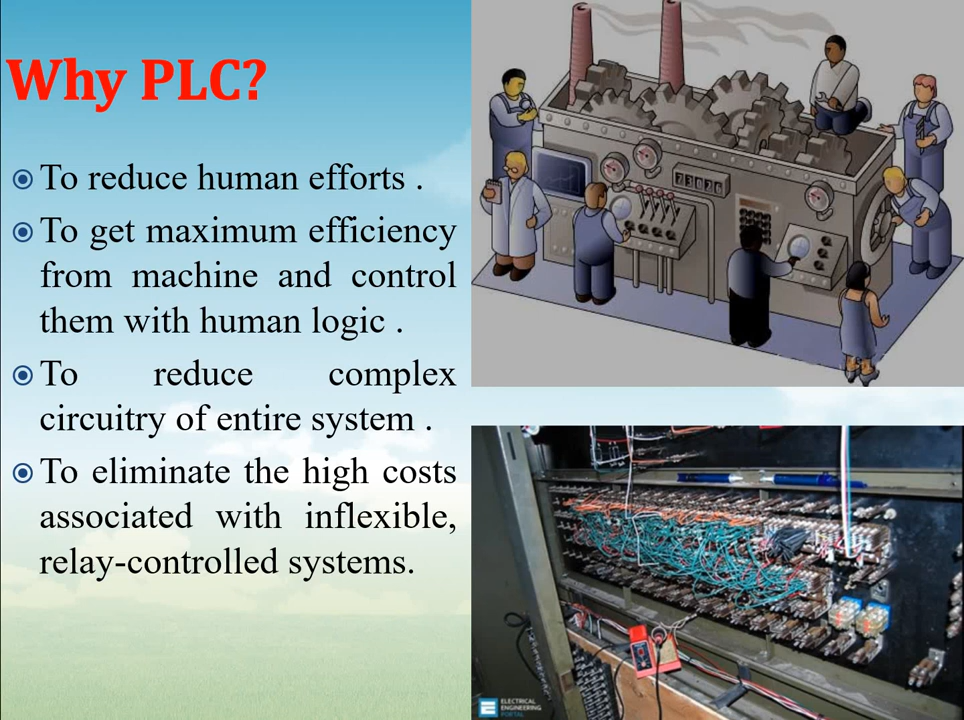 Why PLC?
To reduce human efforts .
To get maximum efficiency
from machine and control
them with human logic .
To reduce complex
circuitry of entire system .
To eliminate the high costs
associated with inflexible,
relay-controlled systems.
ELECTRICAL
ENGINEERING
PORTAL